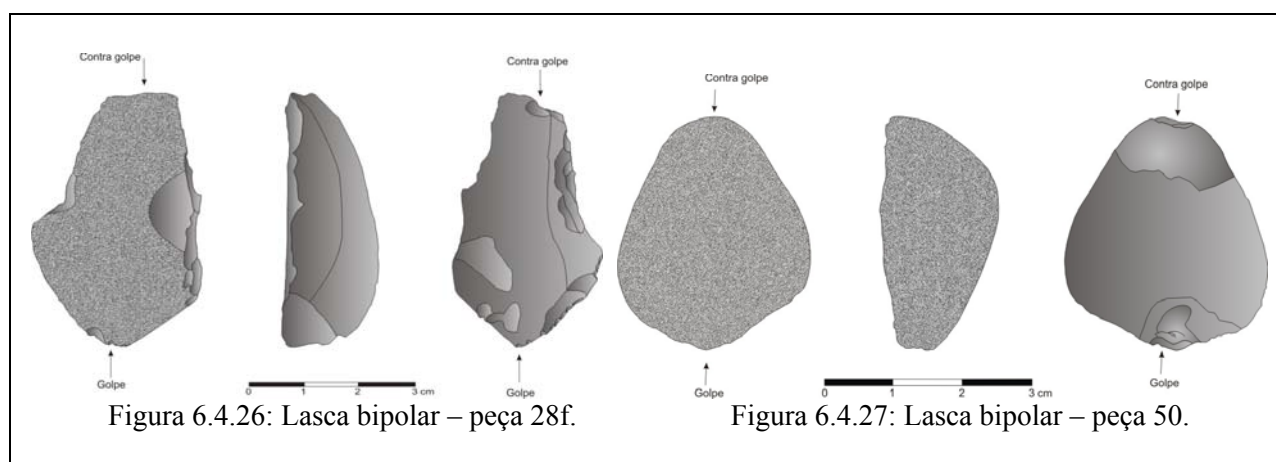 Contra golpe
Golpe
Contra golpe
Golpe
0 1 2 3 cm
Figura 6.4.26: Lasca bipolar – peça 28f.
Contra golpe
Golpe
Contra golpe
Golpe
0 1 2 3 cm
Figura 6.4.27: Lasca bipolar – peça 50.